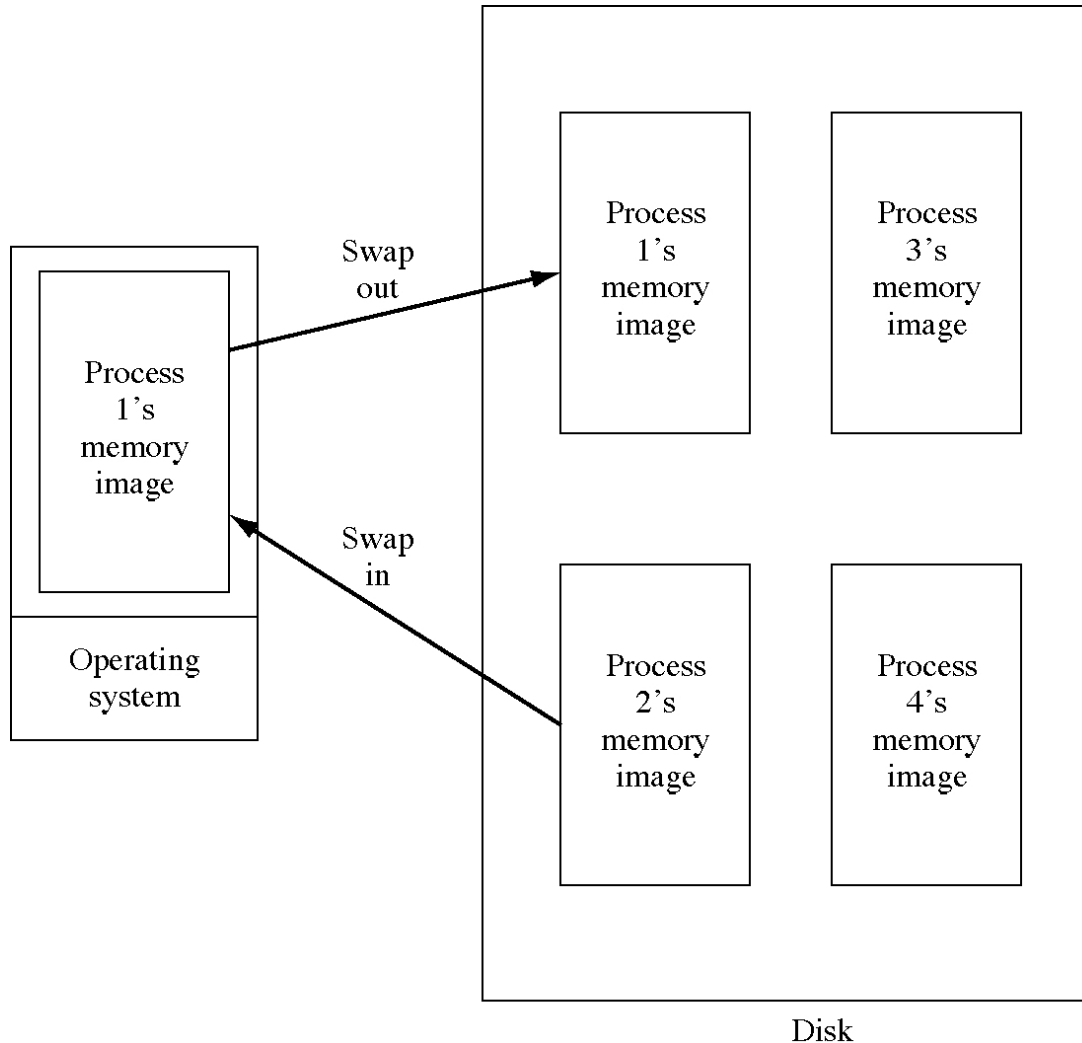 Process
1’s
memory
image
Operating
system
Swap
out
Swap
in
Process
1’s
memory
image
Process
3’s
memory
image
Process
2’s
memory
image
Process
4’s
memory
image
Disk